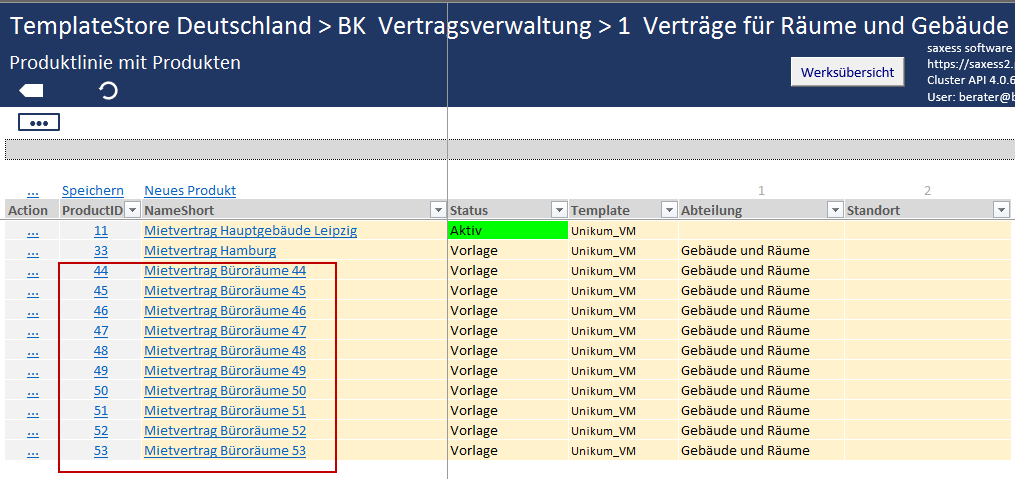 TemplateStore Deutschland > BK Vertragsverwaltung > 1 Verträge für Räume und Gebäude
Produktlinie mit Produkten
Werksübersicht
saxess software
https://saxess2.
Cluster API 4.0.6
User: berater@b
•••
... Speichern Neues Produkt 1 2
Action ProductID NameShort Status Template Abteilung Standort
... 11 Mietvertrag Hauptgebäude Leipzig Aktiv Unikum_VM
... 33 Mietvertrag Hamburg Vorlage Unikum_VM Gebäude und Räume
... 44 Mietvertrag Büroräume 44 Vorlage Unikum_VM Gebäude und Räume
... 45 Mietvertrag Büroräume 45 Vorlage Unikum_VM Gebäude und Räume
... 46 Mietvertrag Büroräume 46 Vorlage Unikum_VM Gebäude und Räume
... 47 Mietvertrag Büroräume 47 Vorlage Unikum_VM Gebäude und Räume
... 48 Mietvertrag Büroräume 48 Vorlage Unikum_VM Gebäude und Räume
... 49 Mietvertrag Büroräume 49 Vorlage Unikum_VM Gebäude und Räume
... 50 Mietvertrag Büroräume 50 Vorlage Unikum_VM Gebäude und Räume
... 51 Mietvertrag Büroräume 51 Vorlage Unikum_VM Gebäude und Räume
... 52 Mietvertrag Büroräume 52 Vorlage Unikum_VM Gebäude und Räume
... 53 Mietvertrag Büroräume 53 Vorlage Unikum_VM Gebäude und Räume